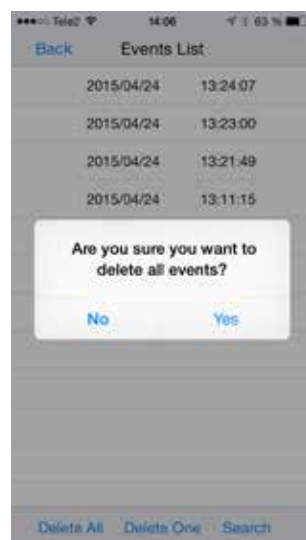 Tele2 14:06 63 %
Back Events List
2015/04/24 13:24:07
2015/04/24 13:23:00
2015/04/24 13:21:49
2015/04/24 13:11:15
Are you sure you want to
delete all events?
No Yes
Delete All Delete One Search